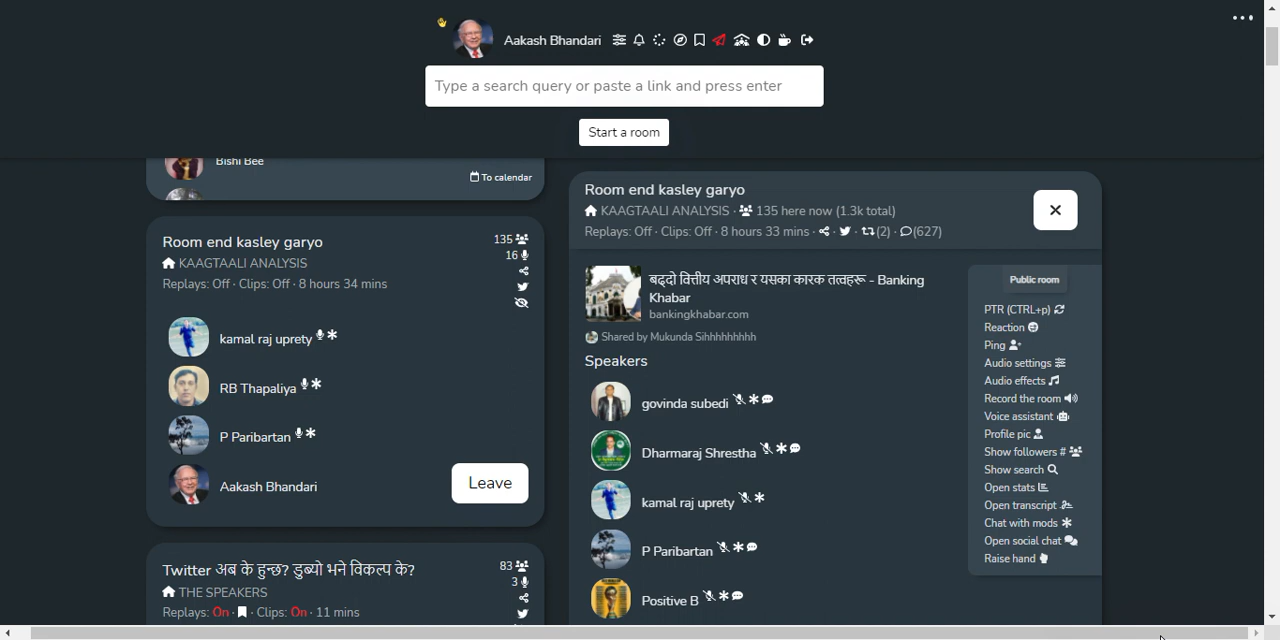 Aakash Bhandari
Type a search query or paste a link and press enter
Start a room
Bishi Bee
To calendar
Room end kasley garyo
KAAGTAALI ANALYSIS
Replays: Off · Clips: Off · 8 hours 34 mins
135
16
kamal raj uprety
RB Thapaliya
P Paribartan
Aakash Bhandari
Leave
Twitter अब के हुन्छ? डुब्यो भने विकल्प के?
THE SPEAKERS
Replays: On · Clips: On · 11 mins
83
3
Room end kasley garyo
KAAGTAALI ANALYSIS · 135 here now (1.3k total)
Replays: Off · Clips: Off · 8 hours 33 mins · · · (2) · (627)
बढ्दो वित्तीय अपराध र यसका कारक तत्वहरू - Banking
Khabar
bankingkhabar.com
Shared by Mukunda Sihhhhhhhhh
Speakers
govinda subedi
Dharmaraj Shrestha
kamal raj uprety
P Paribartan
Positive B
Public room
PTR (CTRL+p)
Reaction
Ping
Audio settings
Audio effects
Record the room
Voice assistant
Profile pic
Show followers #
Show search
Open stats
Open transcript
Chat with mods
Open social chat
Raise hand